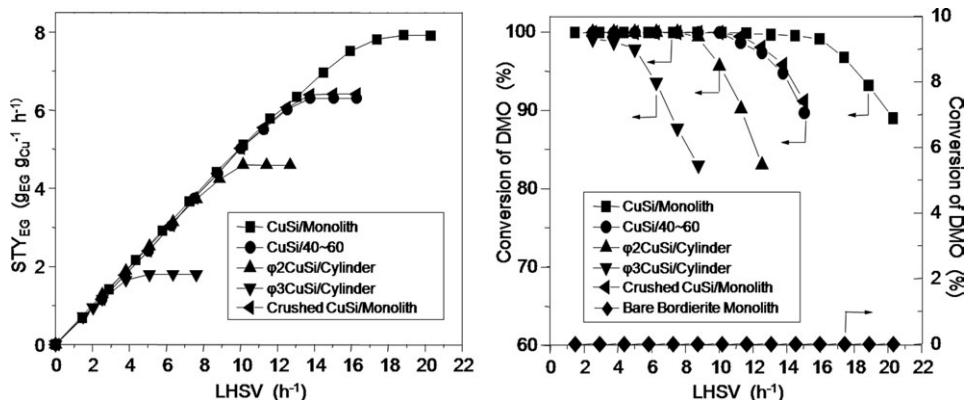 STY_EG (g_EG g_Cu^-1 h^-1)
8
6
4
2
0
CuSi/Monolith
CuSi/40~60
φ2CuSi/Cylinder
φ3CuSi/Cylinder
Crushed CuSi/Monolith
0 2 4 6 8 10 12 14 16 18 20 22
LHSV (h^-1)
Conversion of DMO (%)
100
90
80
70
60
CuSi/Monolith
CuSi/40~60
φ2CuSi/Cylinder
φ3CuSi/Cylinder
Crushed CuSi/Monolith
Bare Bordierite Monolith
0 2 4 6 8 10 12 14 16 18 20 22
LHSV (h^-1)
10
8
6
4
2
0
Conversion of DMO (%)